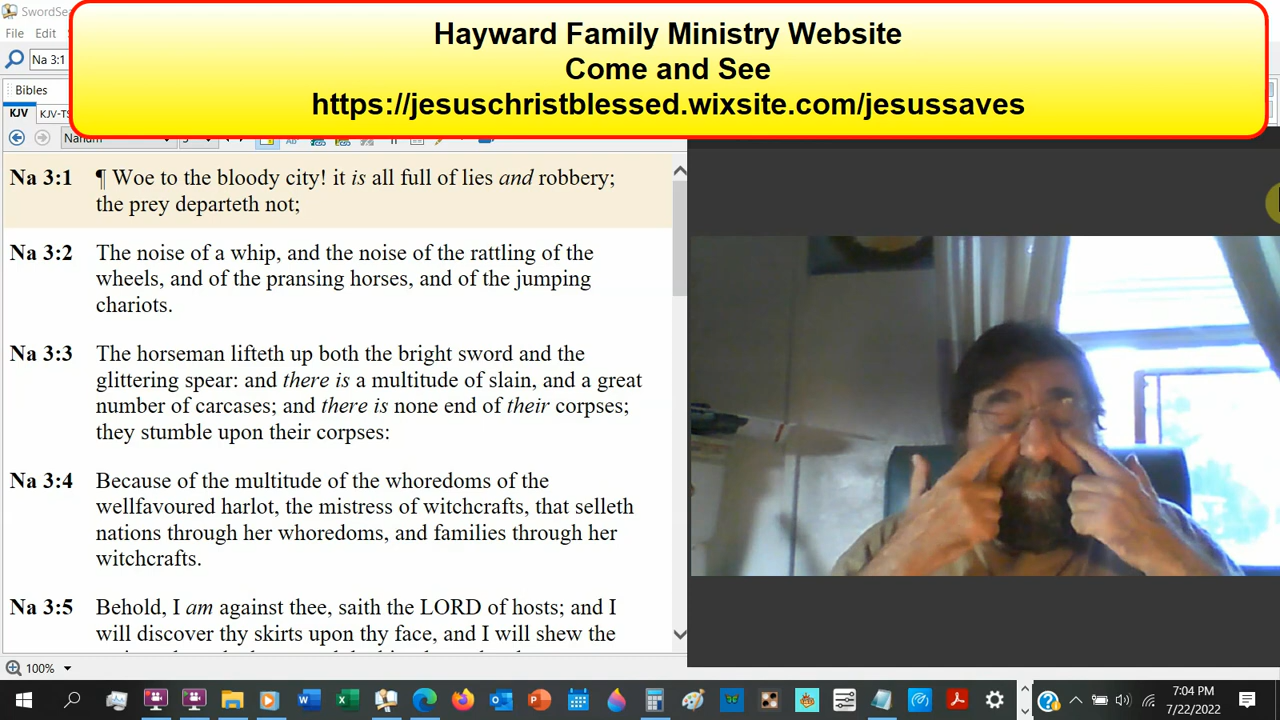 SwordSea
Hayward Family Ministry Website
Come and See
https://jesuschristblessed.wixsite.com/jesussaves
File Edit
Na 3:1
Bibles
KJV KJV-TS
Nahum
Na 3:1 ¶ Woe to the bloody city! it is all full of lies and robbery;
the prey departeth not;
Na 3:2 The noise of a whip, and the noise of the rattling of the
wheels, and of the pransing horses, and of the jumping
chariots.
Na 3:3 The horseman lifteth up both the bright sword and the
glittering spear: and there is a multitude of slain, and a great
number of carcases; and there is none end of their corpses;
they stumble upon their corpses:
Na 3:4 Because of the multitude of the whoredoms of the
wellfavoured harlot, the mistress of witchcrafts, that selleth
nations through her whoredoms, and families through her
witchcrafts.
Na 3:5 Behold, I am against thee, saith the LORD of hosts; and I
will discover thy skirts upon thy face, and I will shew the
100%
7:04 PM
7/22/2022